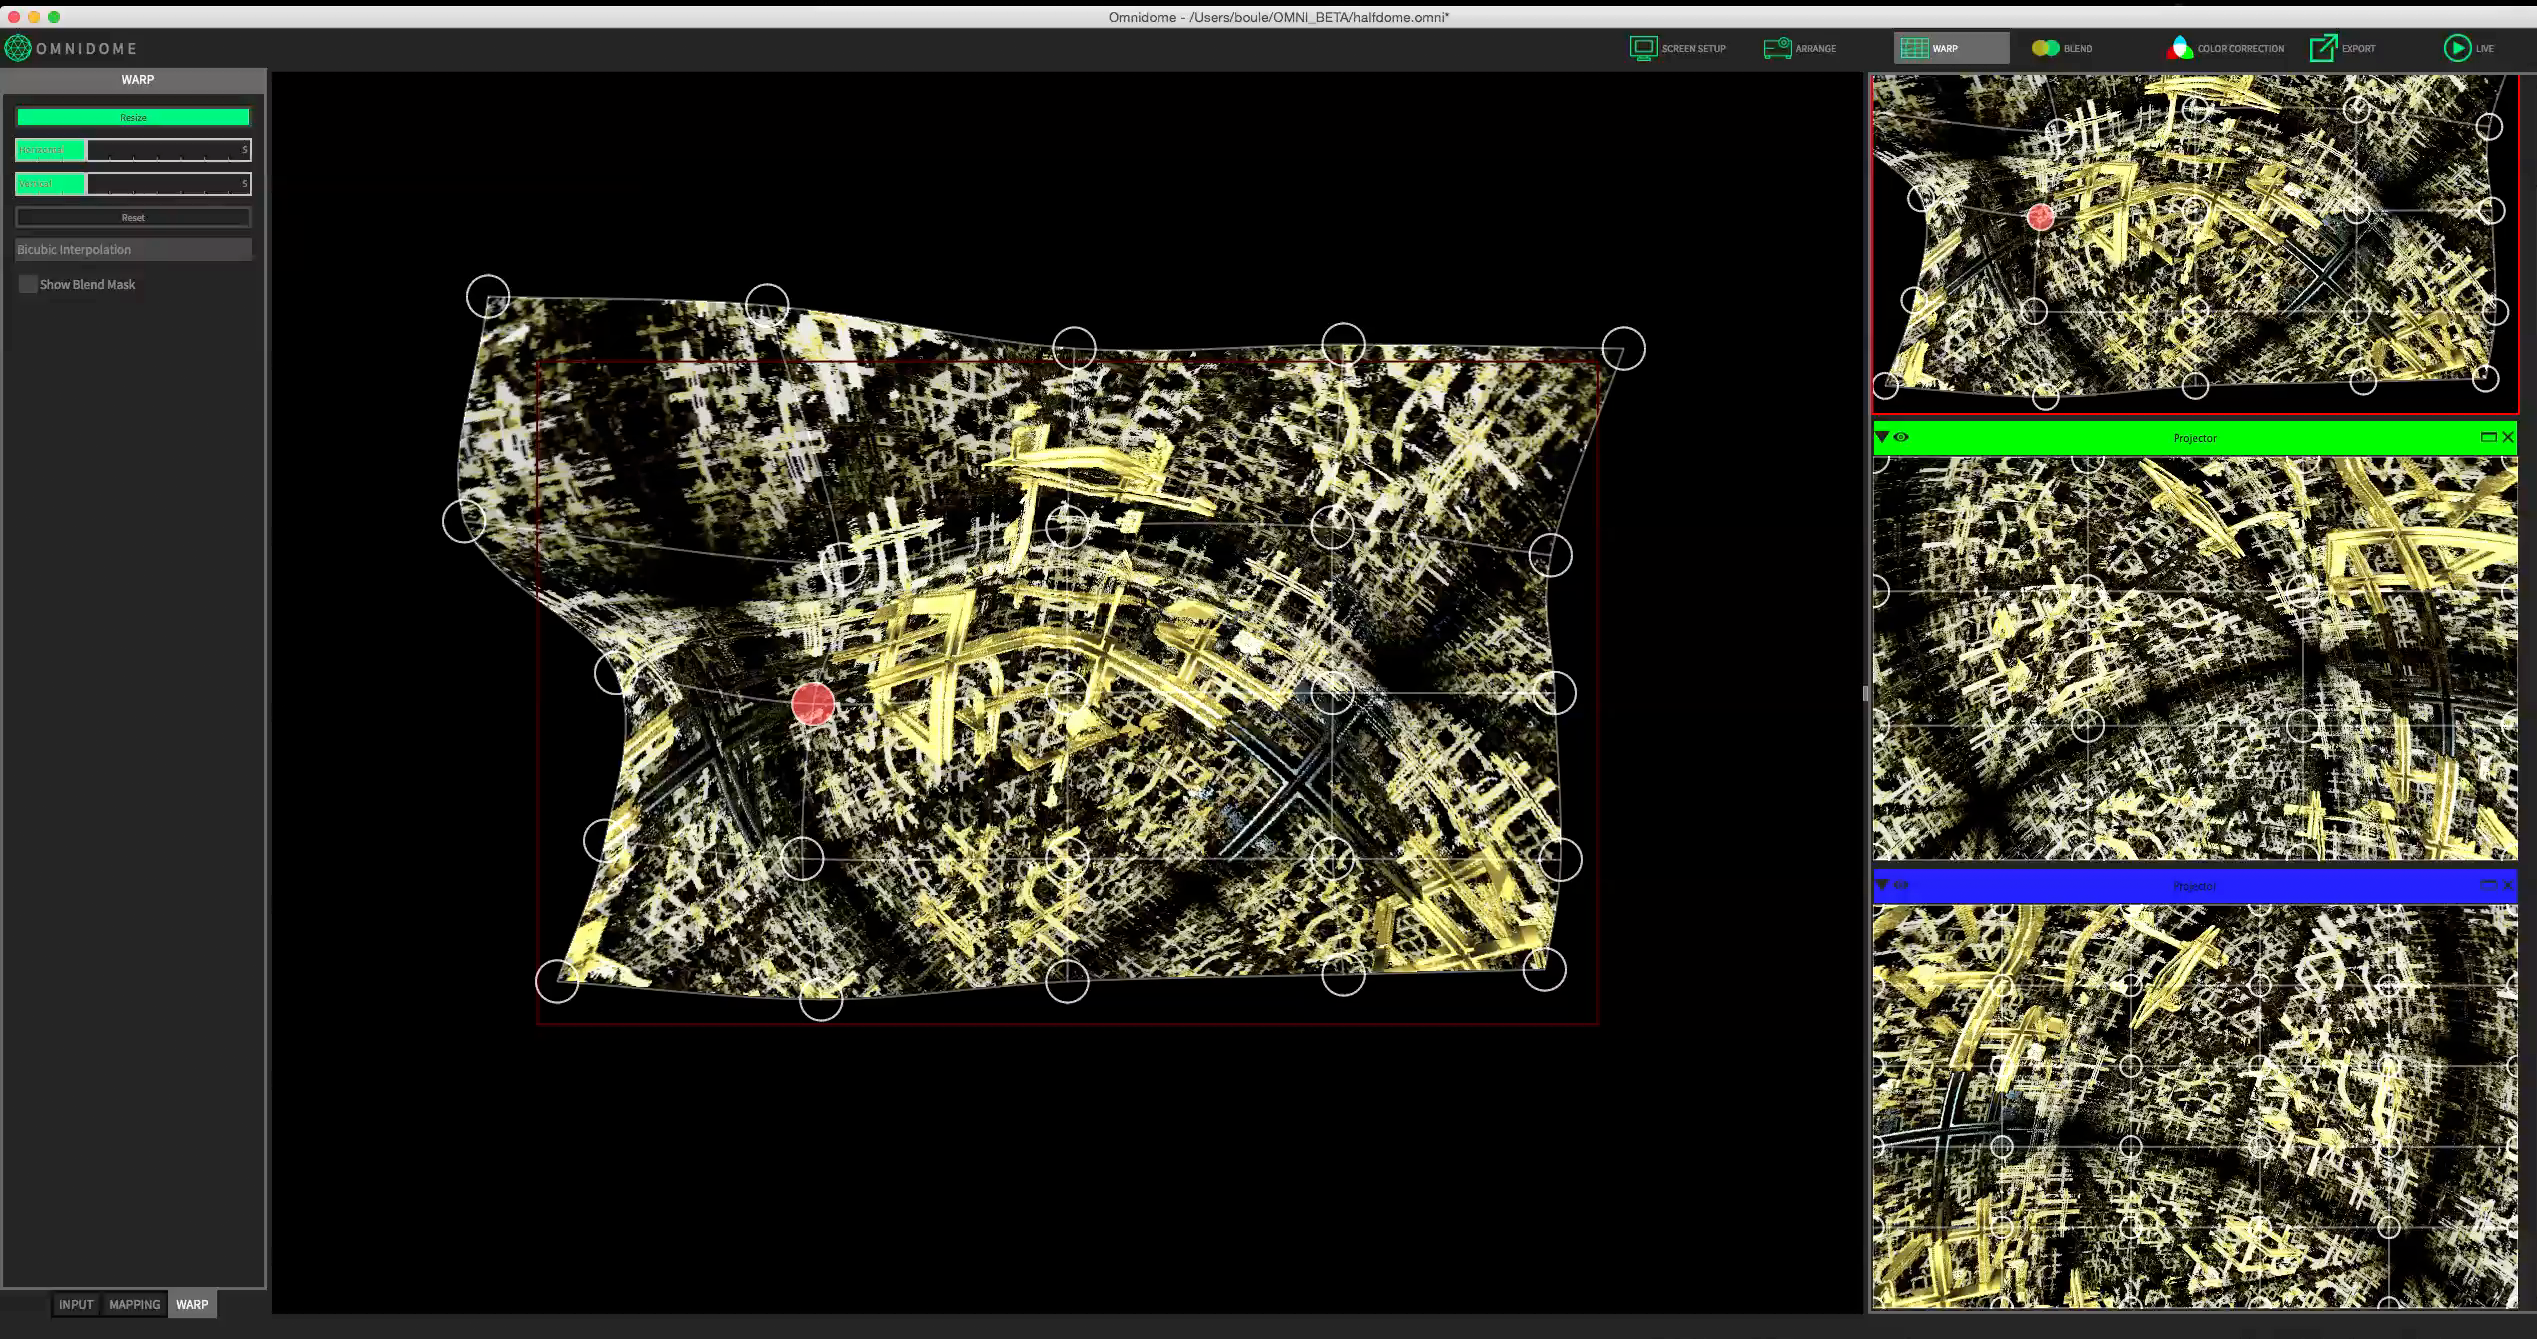 Omnidome - /Users/boule/OMNI_BETA/halfdome.omni*
OMNIDOME
SCREEN SETUP
ARRANGE
WARP
BLEND
COLOR CORRECTION
EXPORT
LIVE
WARP
Resize
Horizontal 5
Vertical 5
Reset
Bicubic Interpolation
Show Blend Mask
Projector
Projector
INPUT
MAPPING
WARP